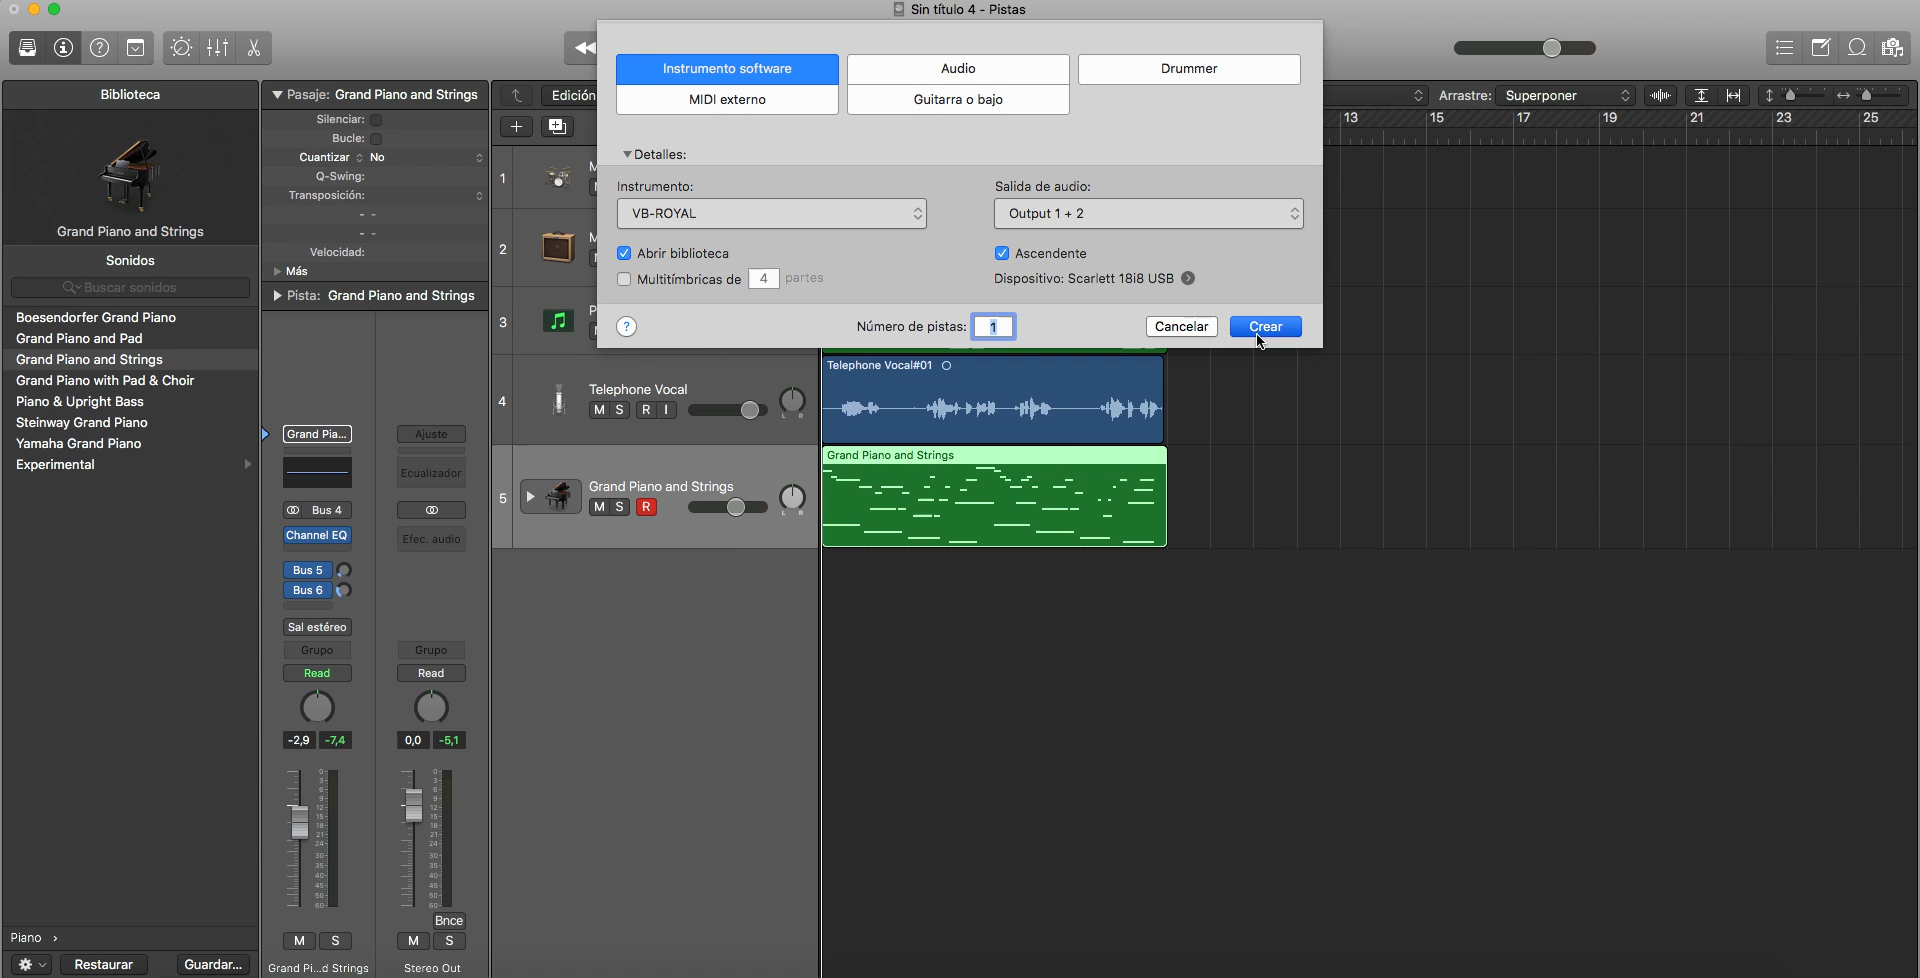 Sin título 4 - Pistas
Instrumento software
Audio
Drummer
MIDI externo
Guitarra o bajo
Detalles:
Instrumento:
Salida de audio:
VB-ROYAL
Output 1 + 2
Abrir biblioteca
Ascendente
Multitímbricas de 4 partes
Dispositivo: Scarlett 18i8 USB
?
Número de pistas: 1
Cancelar
Crear
Biblioteca
Grand Piano and Strings
Sonidos
Buscar sonidos
Boesendorfer Grand Piano
Grand Piano and Pad
Grand Piano and Strings
Grand Piano with Pad & Choir
Piano & Upright Bass
Steinway Grand Piano
Yamaha Grand Piano
Experimental
Piano
Restaurar
Guardar...
Pasaje: Grand Piano and Strings
Silenciar:
Bucle:
Cuantizar No
Q-Swing:
Transposición:
- -
- -
Velocidad:
Más
Pista: Grand Piano and Strings
Grand Pia...
Ajuste
Ecualizador
Bus 4
Channel EQ
Efec. audio
Bus 5
Bus 6
Sal estéreo
Grupo
Grupo
Read
Read
-2,9 -7,4
0,0 -5,1
Bnce
M S
M S
Grand Pi...d Strings
Stereo Out
Edición
Arrastre: Superponer
13 15 17 19 21 23 25
1
2
3
4
Telephone Vocal
M S R I
L R
5
Grand Piano and Strings
M S R
L R
Telephone Vocal#01
Grand Piano and Strings